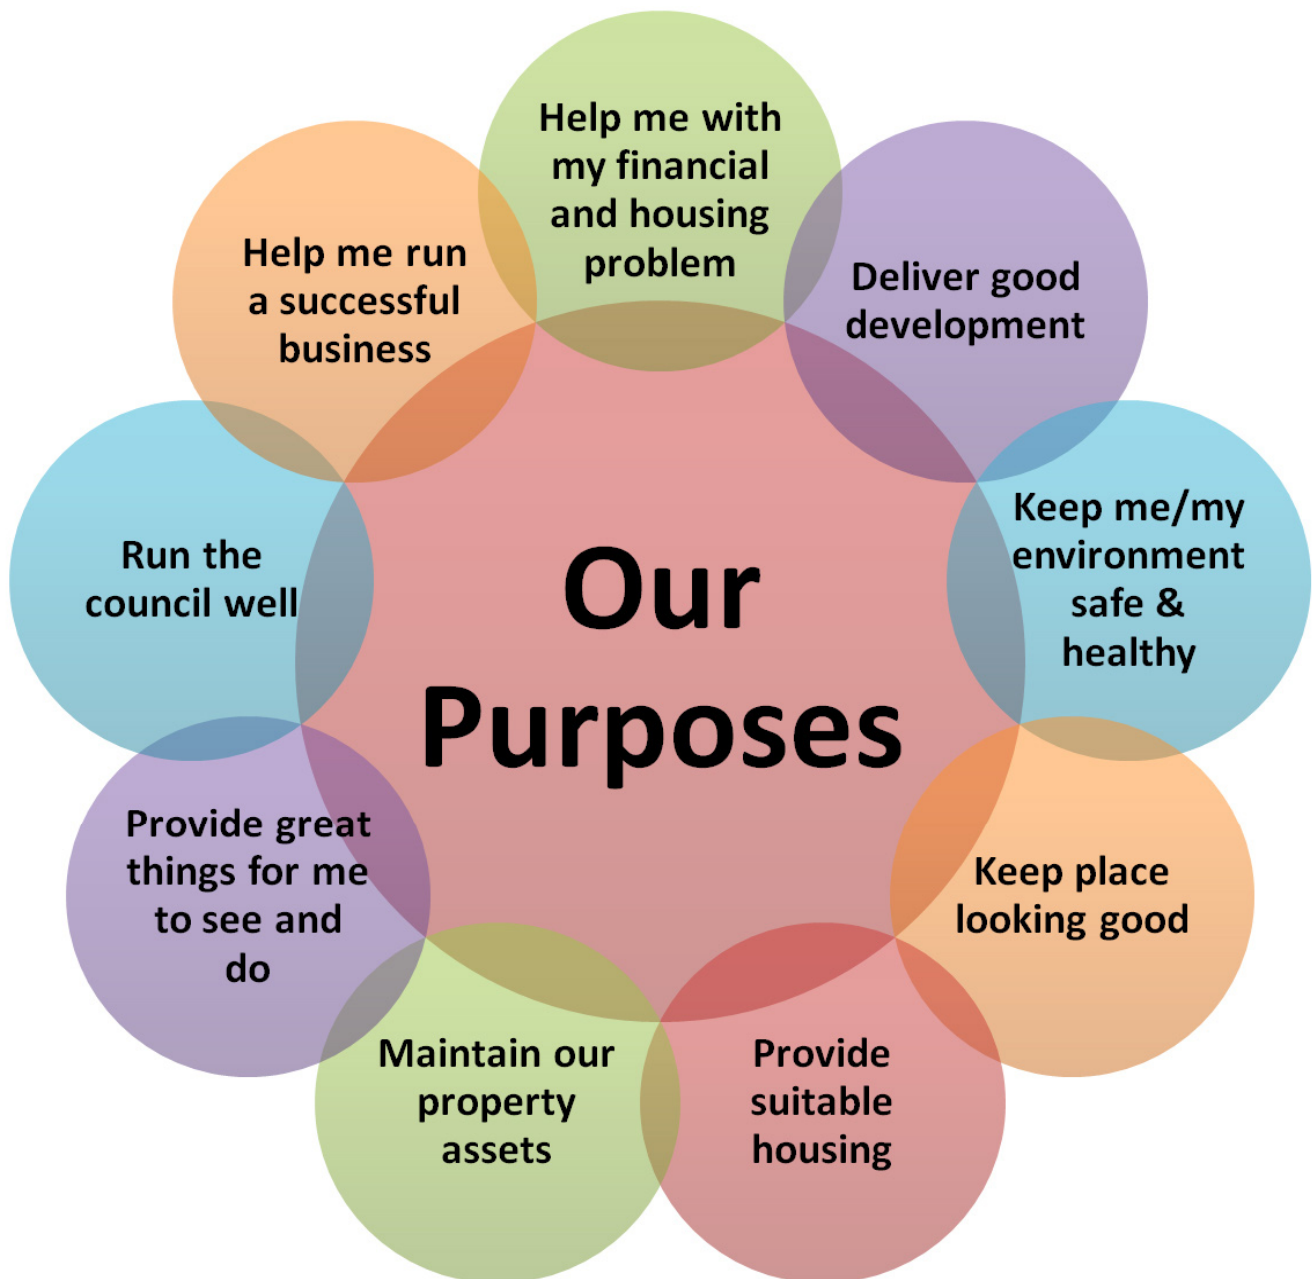 Help me with
my financial
and housing
problem
Deliver good
development
Keep me/my
environment
safe &
healthy
Keep place
looking good
Provide
suitable
housing
Maintain our
property
assets
Provide great
things for me
to see and
do
Run the
council well
Help me run
a successful
business
Our
Purposes